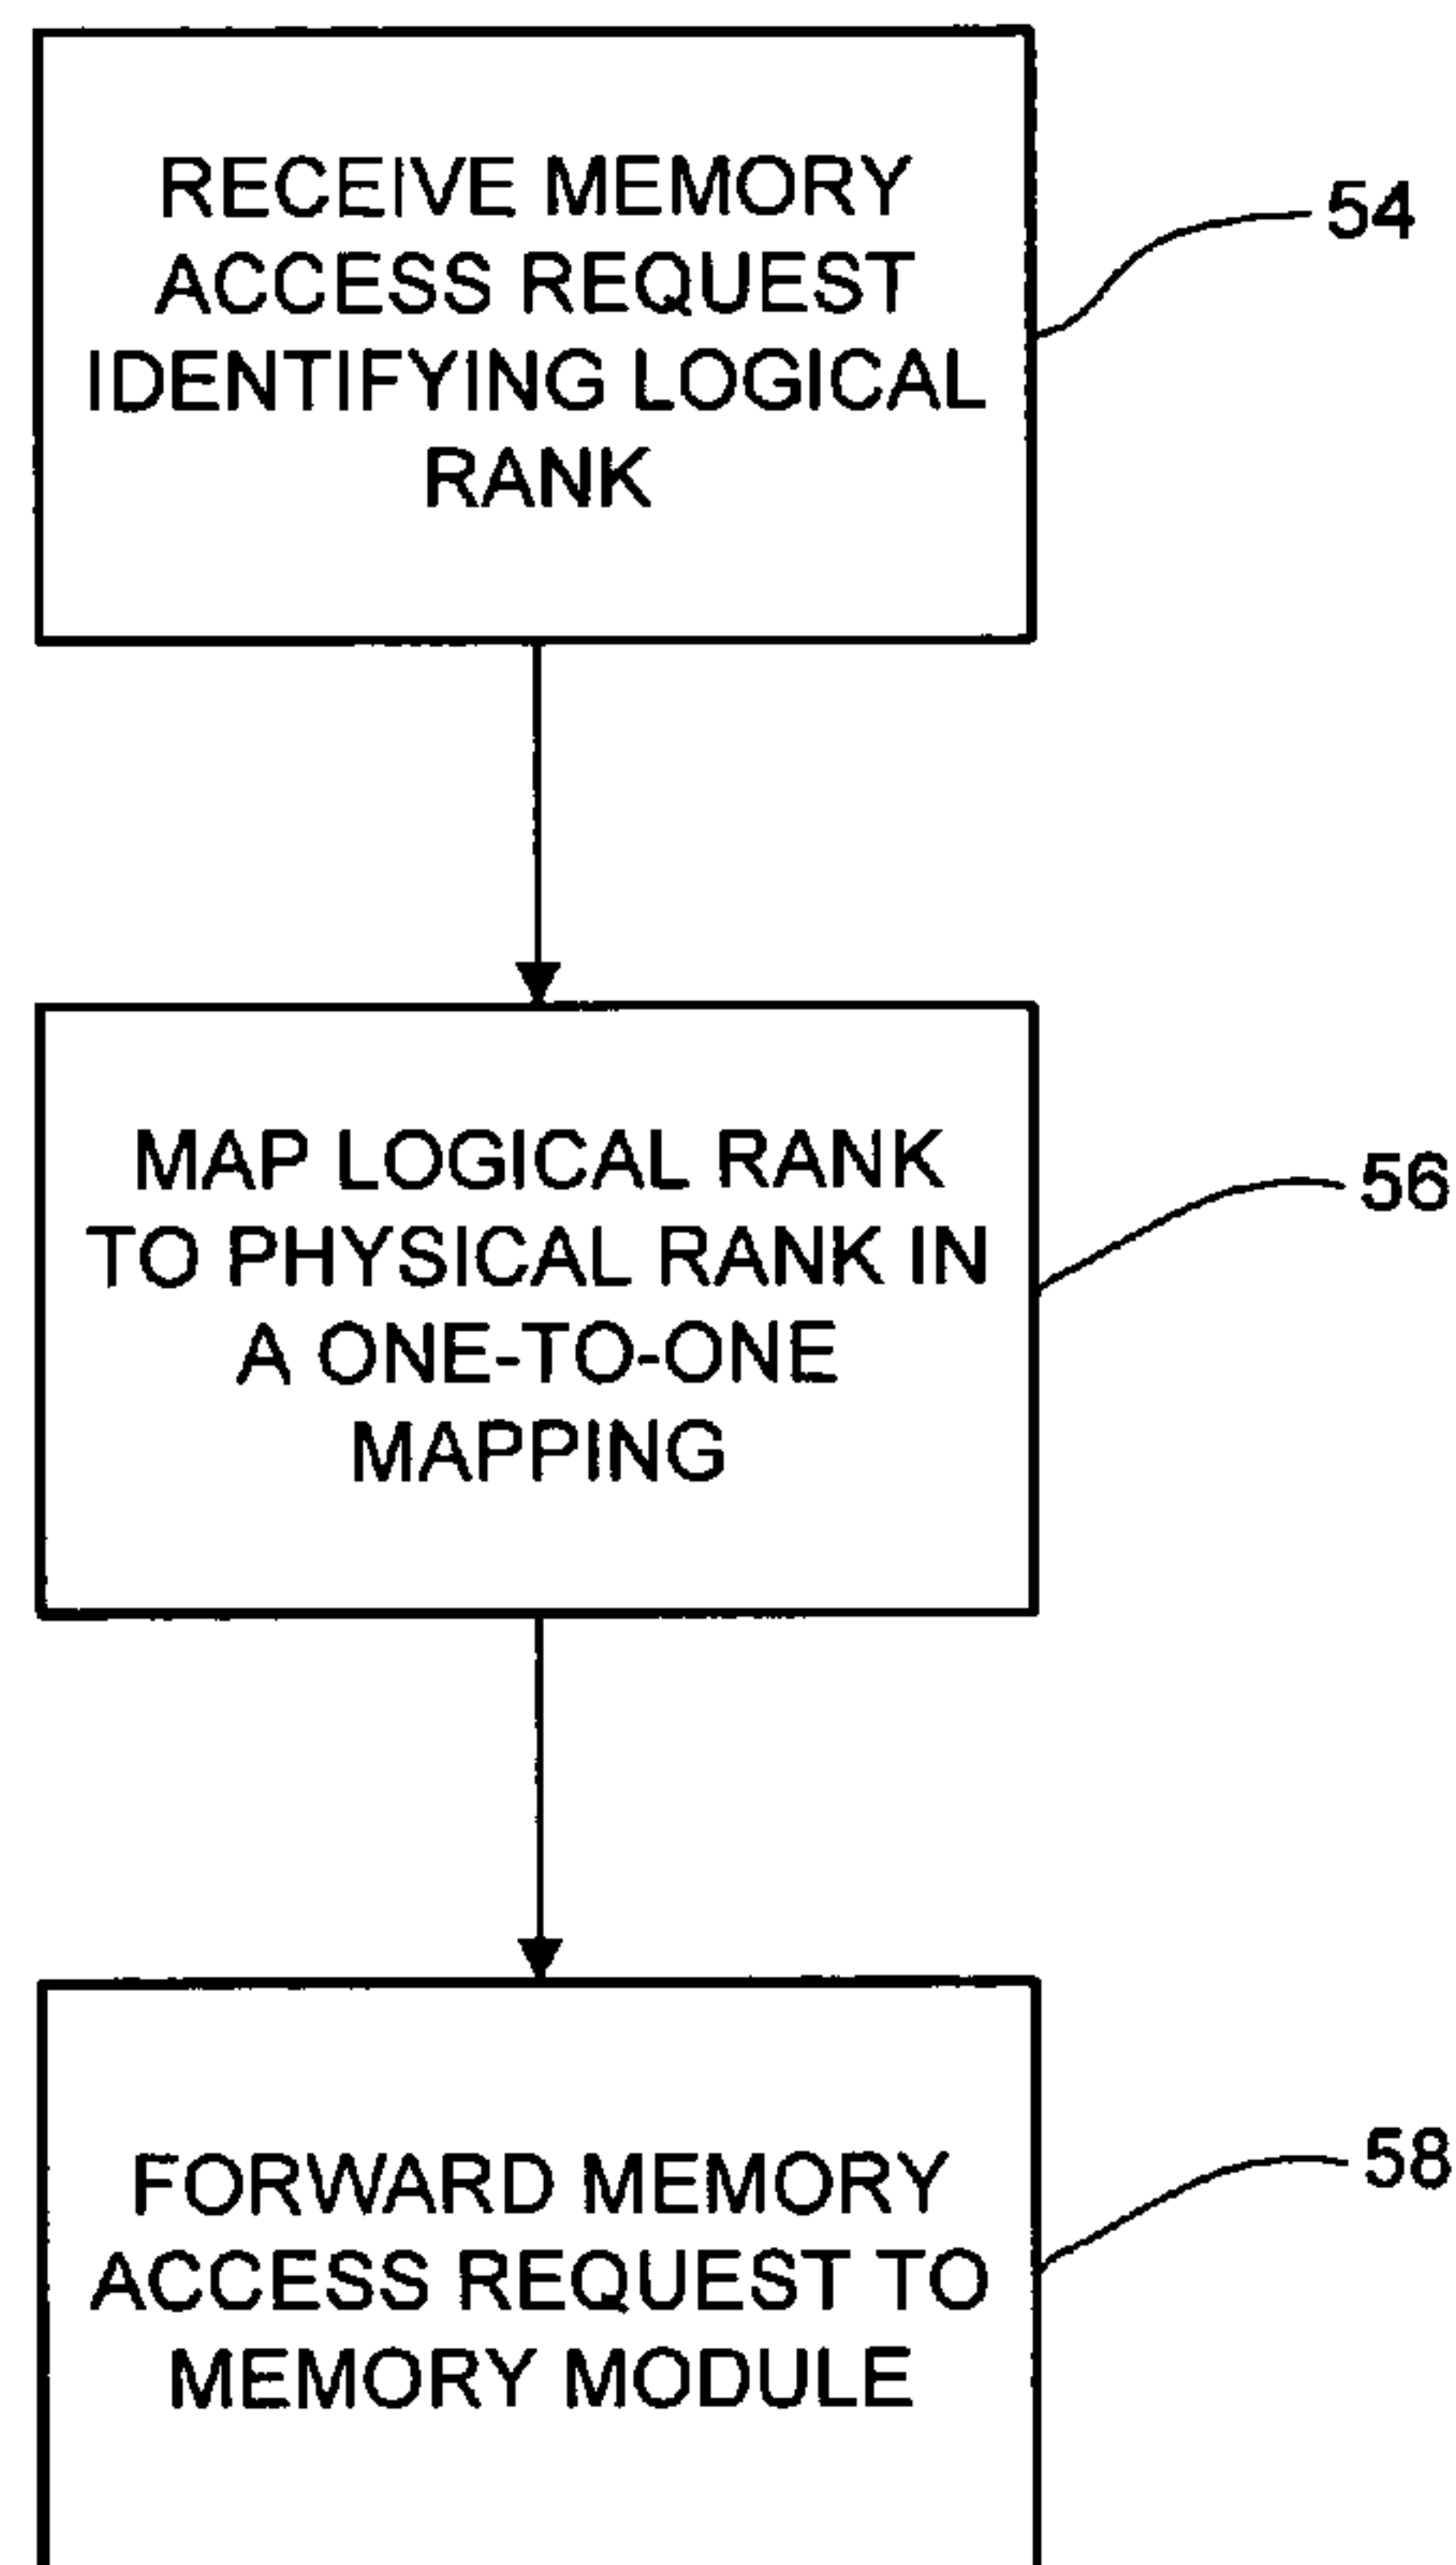 RECEIVE MEMORY
ACCESS REQUEST
IDENTIFYING LOGICAL
RANK
54
MAP LOGICAL RANK
TO PHYSICAL RANK IN
A ONE-TO-ONE
MAPPING
56
FORWARD MEMORY
ACCESS REQUEST TO
MEMORY MODULE
58